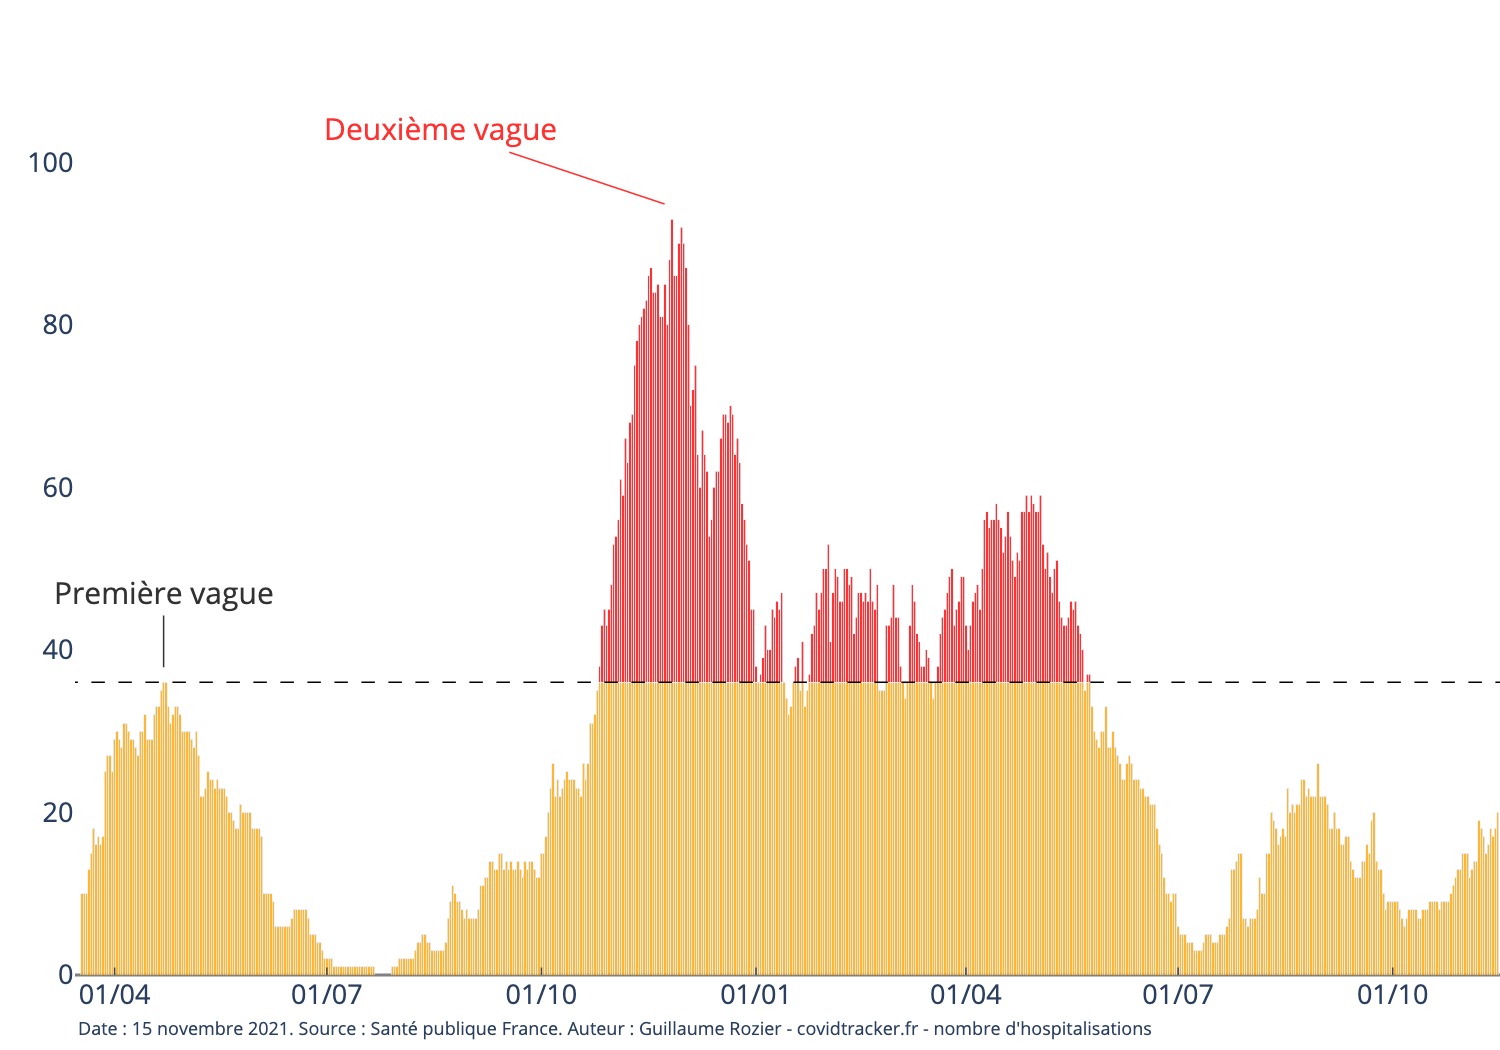 Deuxième vague
100
80
60
Première vague
40
20
0
01/04 01/07 01/10 01/01 01/04 01/07 01/10
Date : 15 novembre 2021. Source : Santé publique France. Auteur : Guillaume Rozier - covidtracker.fr - nombre d'hospitalisations